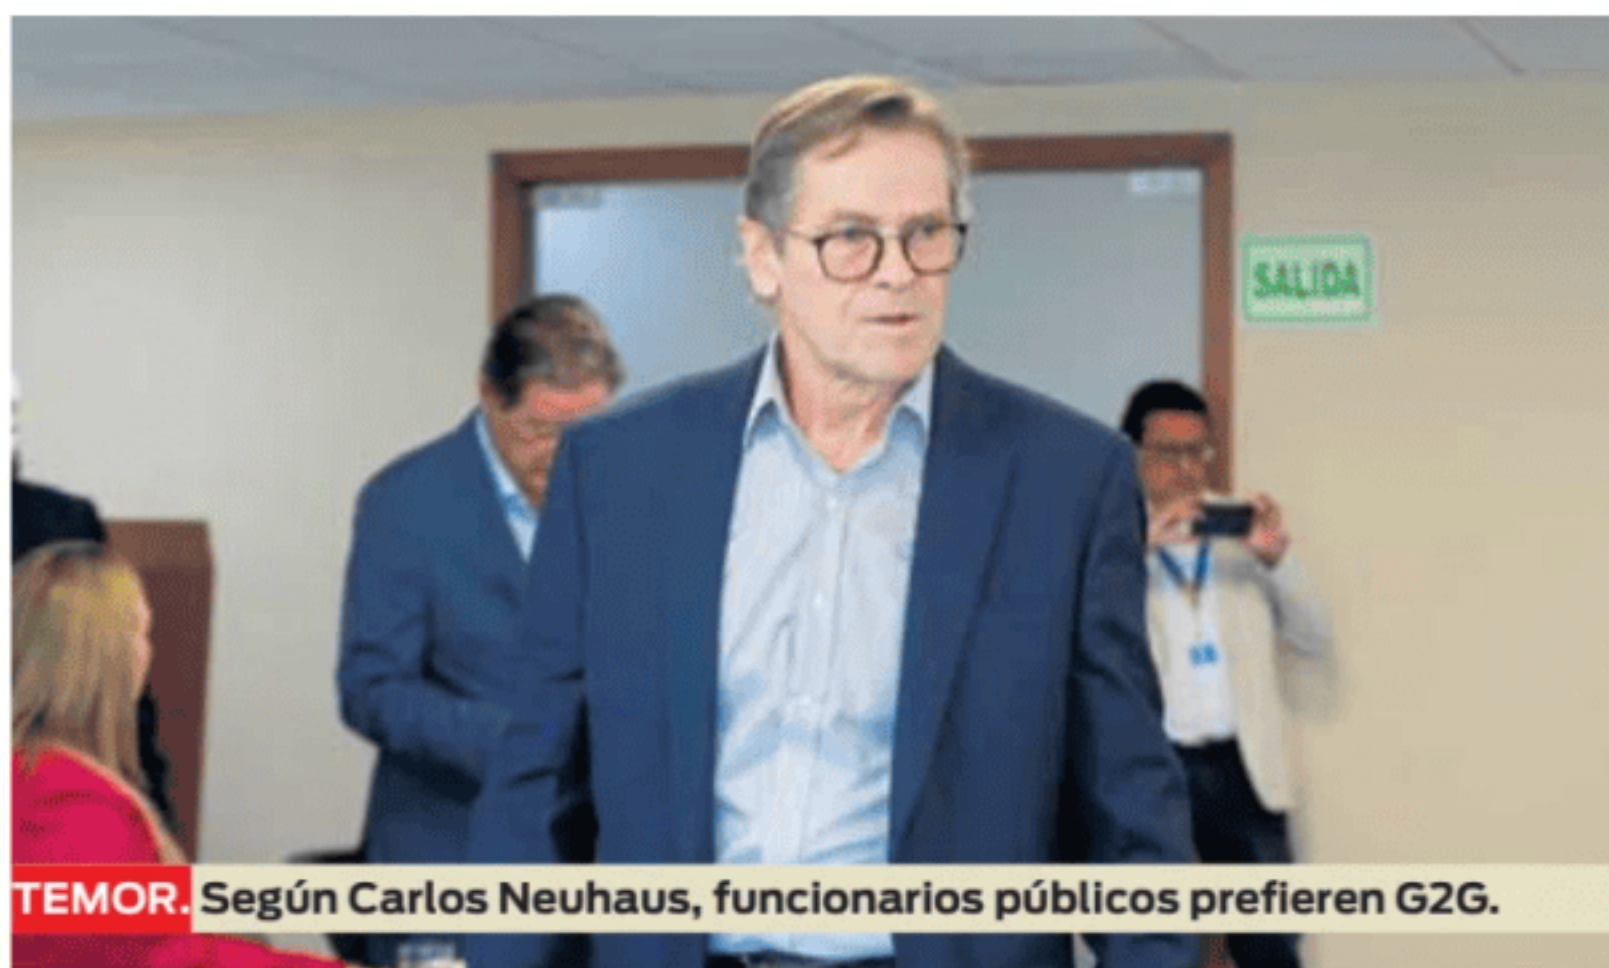 SALIDA
TEMOR. Según Carlos Neuhaus, funcionarios públicos prefieren G2G.